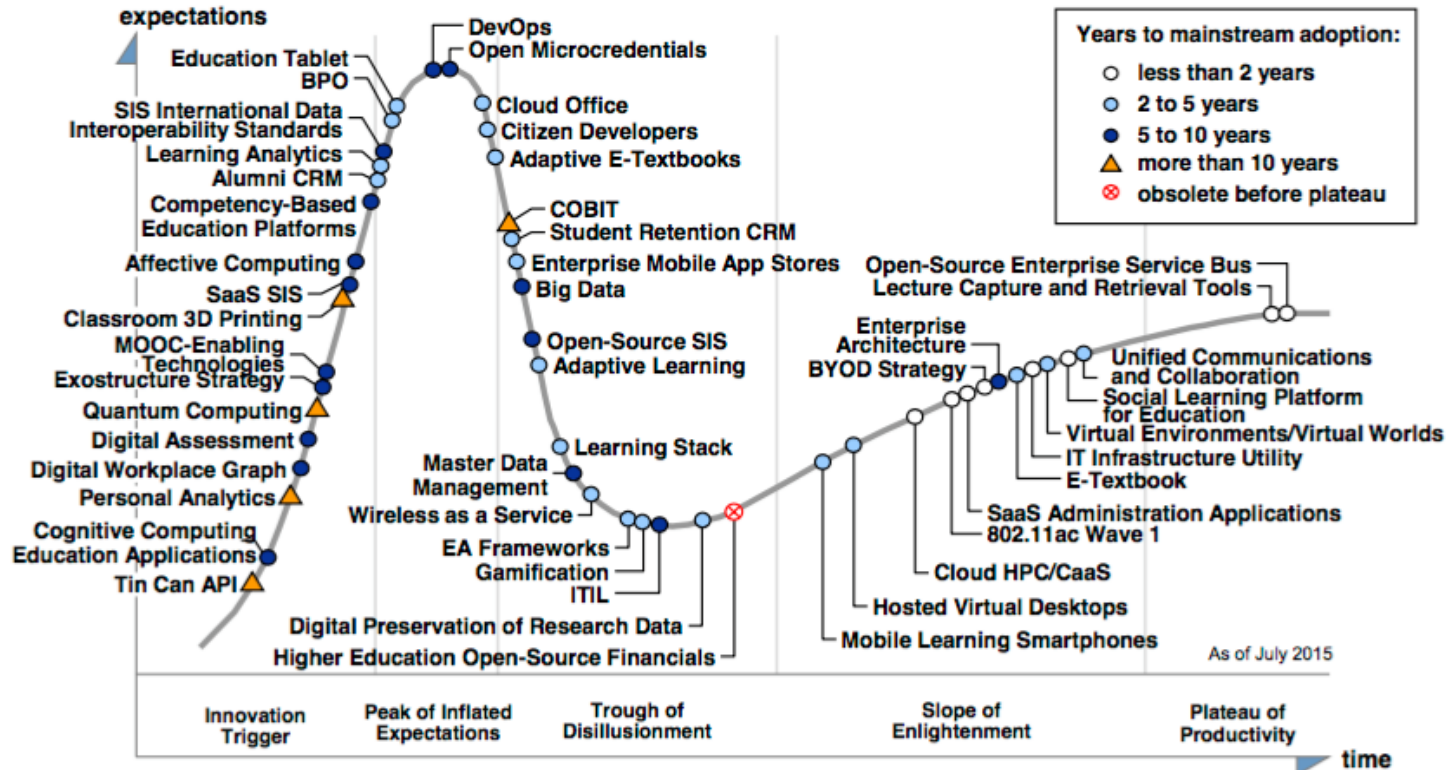 expectations
DevOps
Open Microcredentials
Education Tablet
BPO
SIS International Data
Interoperability Standards
Learning Analytics
Alumni CRM
Competency-Based
Education Platforms
Affective Computing
SaaS SIS
Classroom 3D Printing
MOOC-Enabling
Technologies
Exostructure Strategy
Quantum Computing
Digital Assessment
Digital Workplace Graph
Personal Analytics
Cognitive Computing
Education Applications
Tin Can API
Cloud Office
Citizen Developers
Adaptive E-Textbooks
COBIT
Student Retention CRM
Enterprise Mobile App Stores
Big Data
Open-Source SIS
Adaptive Learning
Learning Stack
Master Data
Management
Wireless as a Service
EA Frameworks
Gamification
ITIL
Digital Preservation of Research Data
Higher Education Open-Source Financials
Years to mainstream adoption:
less than 2 years
2 to 5 years
5 to 10 years
more than 10 years
obsolete before plateau
Open-Source Enterprise Service Bus
Lecture Capture and Retrieval Tools
Enterprise
Architecture
BYOD Strategy
Unified Communications
and Collaboration
Social Learning Platform
for Education
Virtual Environments/Virtual Worlds
IT Infrastructure Utility
E-Textbook
SaaS Administration Applications
802.11ac Wave 1
Cloud HPC/CaaS
Hosted Virtual Desktops
Mobile Learning Smartphones
As of July 2015
Innovation
Trigger
Peak of Inflated
Expectations
Trough of
Disillusionment
Slope of
Enlightenment
Plateau of
Productivity
time